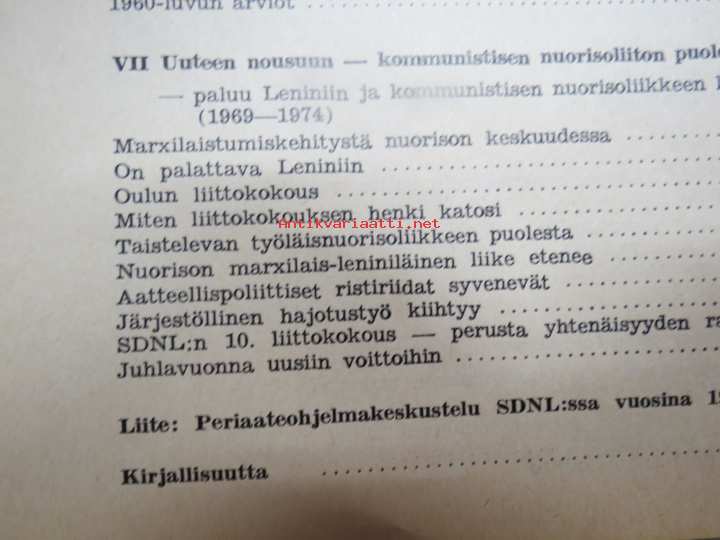 1960-luvun arviot
VII Uuteen nousuun — kommunistisen nuorisoliiton
— paluu Leniniin ja kommunistisen nuorisoliikkeen
(1969—1974)
Marxilaistumiskehitystä nuorison keskuudessa
On palattava Leniniin
Oulun liittokokous
Miten liittokokouksen henki katosi
Antikvariaatti.net
Taistelevan työläisnuorisoliikkeen puolesta
Nuorison marxilais-leniniläinen liike etenee
Aatteellispoliittiset ristiriidat syvenevät
Järjestöllinen hajotustyö kiihtyy
SDNL:n 10. liittokokous — perusta yhtenäisyyden
Juhlavuonna uusiin voittoihin
Liite: Periaateohjelmakeskustelu SDNL:ssa vuosina
Kirjallisuutta